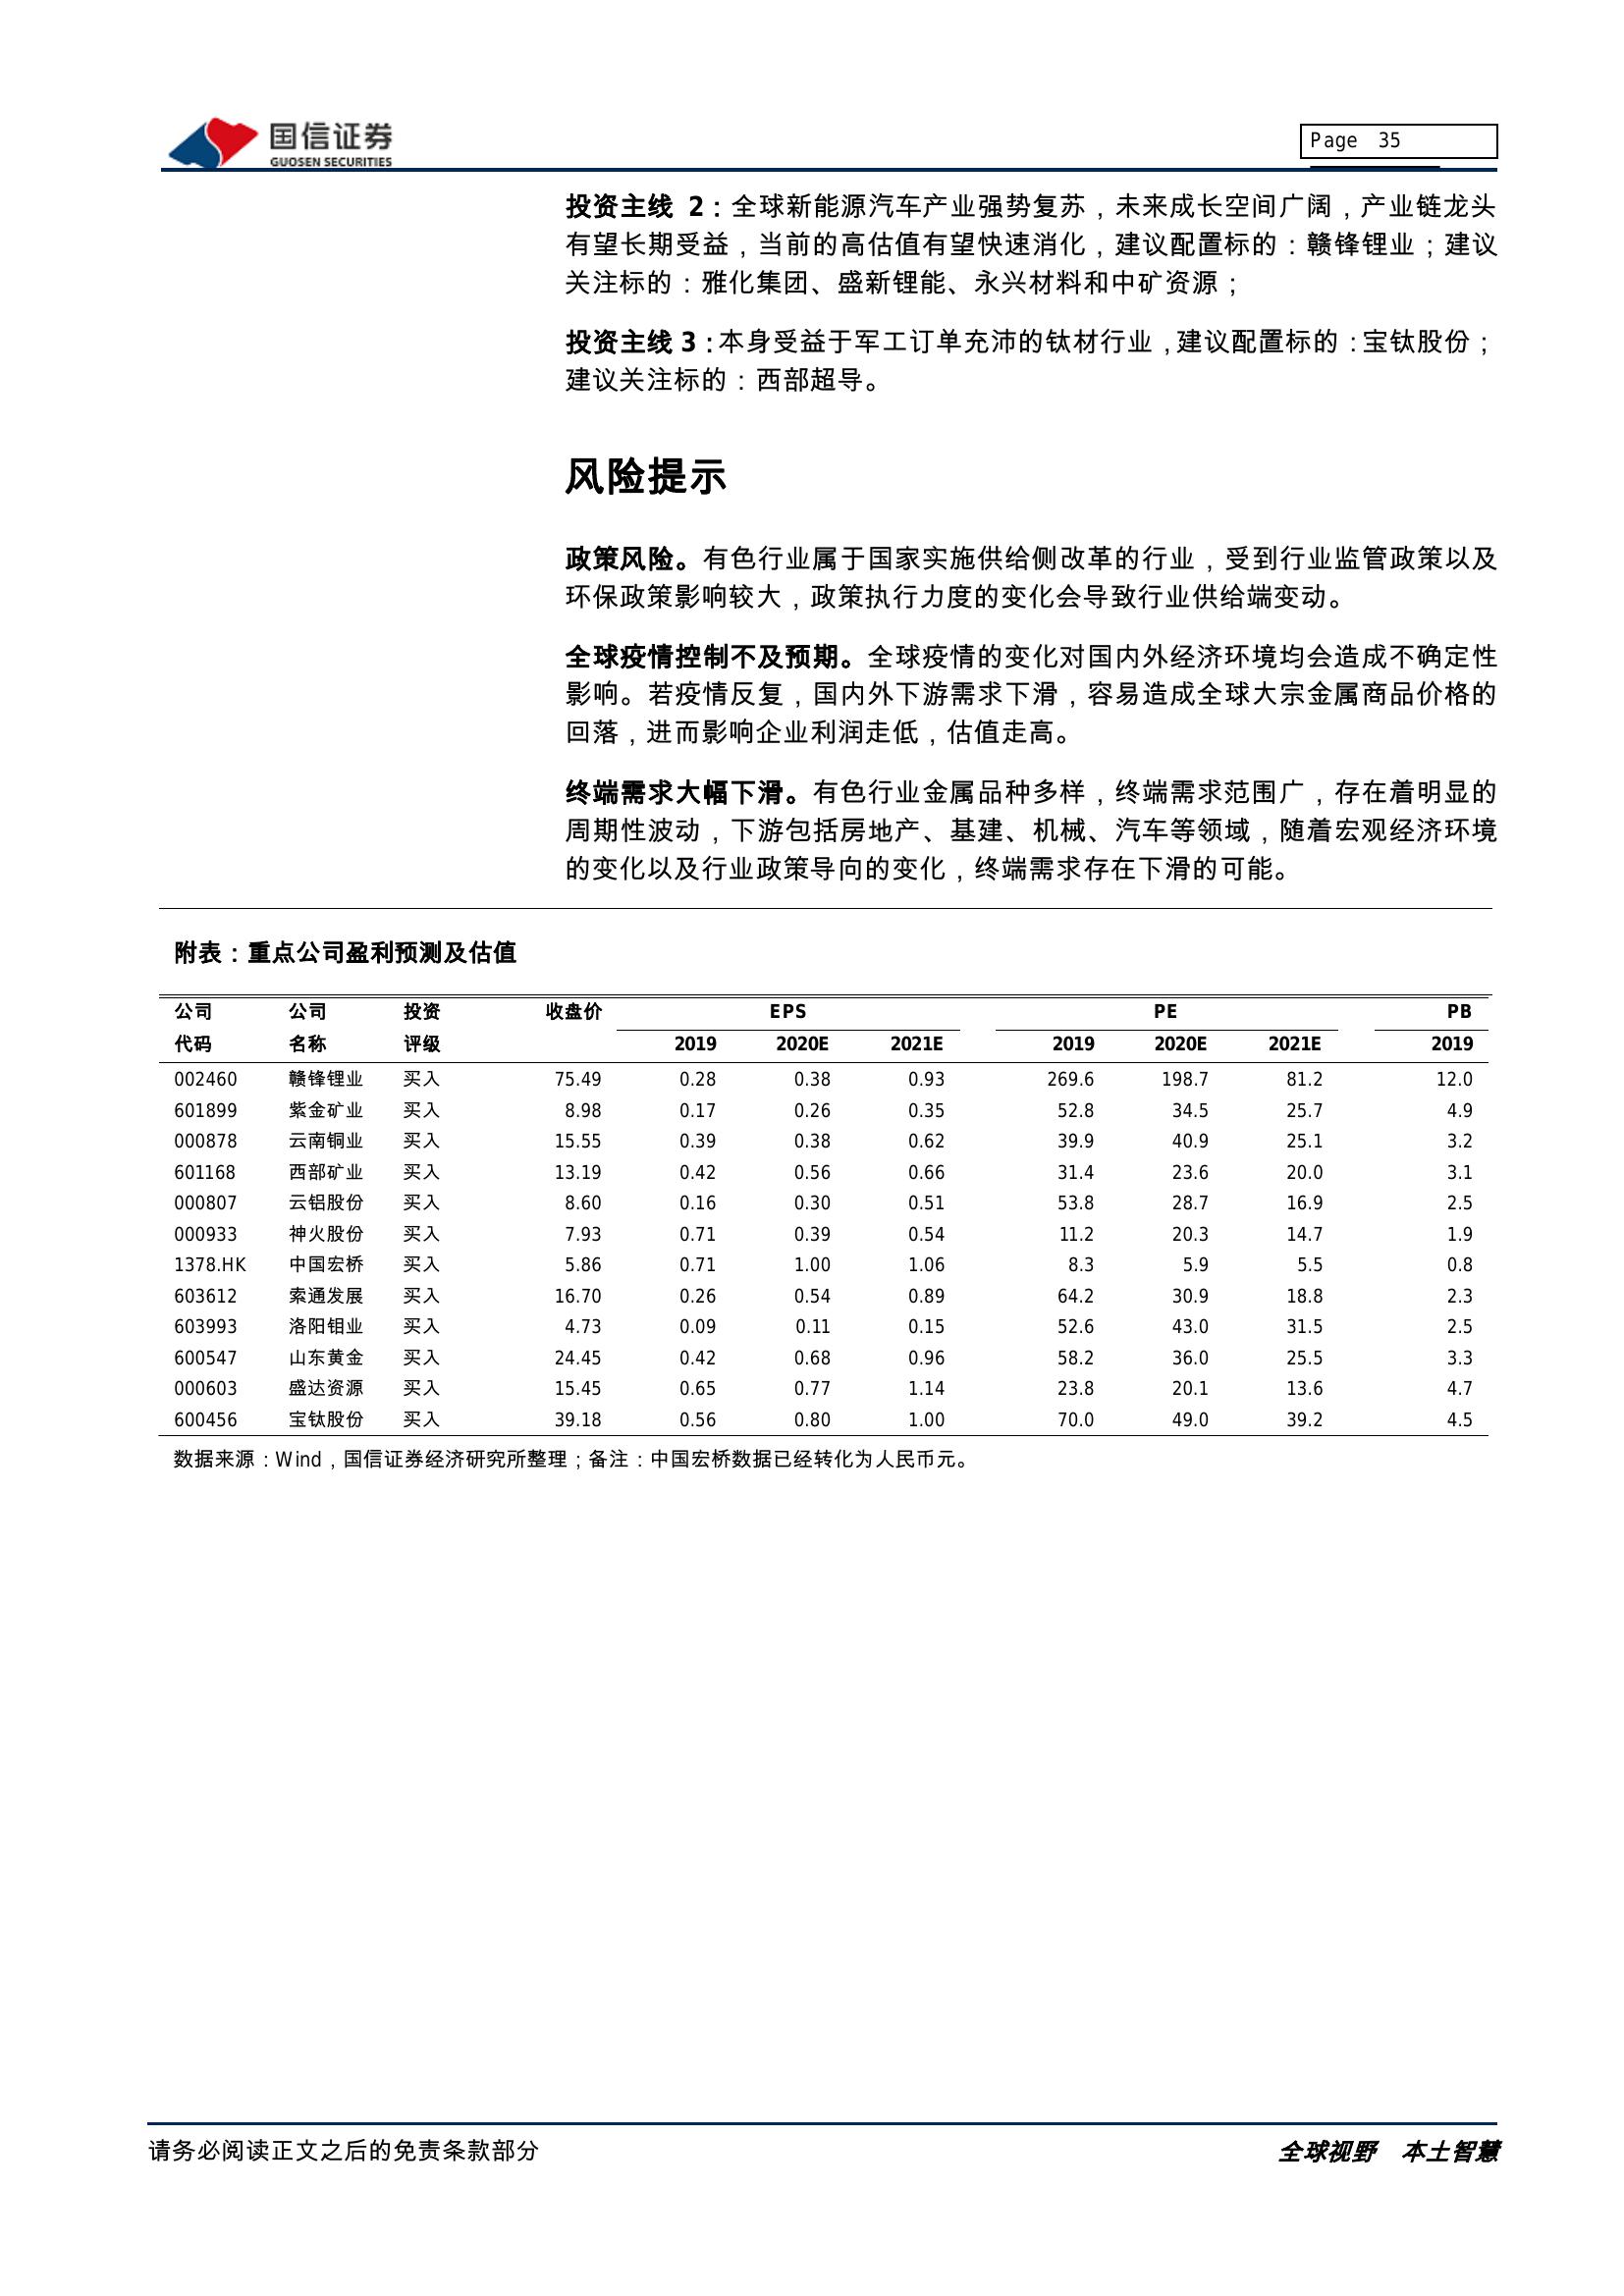 国信证券
GUOSEN SECURITIES
Page 35
投资主线 2：全球新能源汽车产业强势复苏，未来成长空间广阔，产业链龙头
有望长期受益，当前的高估值有望快速消化，建议配置标的：赣锋锂业；建议
关注标的：雅化集团、盛新锂能、永兴材料和中矿资源；
投资主线 3：本身受益于军工订单充沛的钛材行业，建议配置标的：宝钛股份；
建议关注标的：西部超导。
风险提示
政策风险。有色行业属于国家实施供给侧改革的行业，受到行业监管政策以及
环保政策影响较大，政策执行力度的变化会导致行业供给端变动。
全球疫情控制不及预期。全球疫情的变化对国内外经济环境均会造成不确定性
影响。若疫情反复，国内外下游需求下滑，容易造成全球大宗金属商品价格的
回落，进而影响企业利润走低，估值走高。
终端需求大幅下滑。有色行业金属品种多样，终端需求范围广，存在着明显的
周期性波动，下游包括房地产、基建、机械、汽车等领域，随着宏观经济环境
的变化以及行业政策导向的变化，终端需求存在下滑的可能。
附表：重点公司盈利预测及估值
公司 公司 投资 收盘价 EPS PE PB
代码 名称 评级 2019 2020E 2021E 2019 2020E 2021E 2019
002460 赣锋锂业 买入 75.49 0.28 0.38 0.93 269.6 198.7 81.2 12.0
601899 紫金矿业 买入 8.98 0.17 0.26 0.35 52.8 34.5 25.7 4.9
000878 云南铜业 买入 15.55 0.39 0.38 0.62 39.9 40.9 25.1 3.2
601168 西部矿业 买入 13.19 0.42 0.56 0.66 31.4 23.6 20.0 3.1
000807 云铝股份 买入 8.60 0.16 0.30 0.51 53.8 28.7 16.9 2.5
000933 神火股份 买入 7.93 0.71 0.39 0.54 11.2 20.3 14.7 1.9
1378.HK 中国宏桥 买入 5.86 0.71 1.00 1.06 8.3 5.9 5.5 0.8
603612 索通发展 买入 16.70 0.26 0.54 0.89 64.2 30.9 18.8 2.3
603993 洛阳钼业 买入 4.73 0.09 0.11 0.15 52.6 43.0 31.5 2.5
600547 山东黄金 买入 24.45 0.42 0.68 0.96 58.2 36.0 25.5 3.3
000603 盛达资源 买入 15.45 0.65 0.77 1.14 23.8 20.1 13.6 4.7
600456 宝钛股份 买入 39.18 0.56 0.80 1.00 70.0 49.0 39.2 4.5
数据来源：Wind，国信证券经济研究所整理；备注：中国宏桥数据已经转化为人民币元。
请务必阅读正文之后的免责条款部分 全球视野 本土智慧